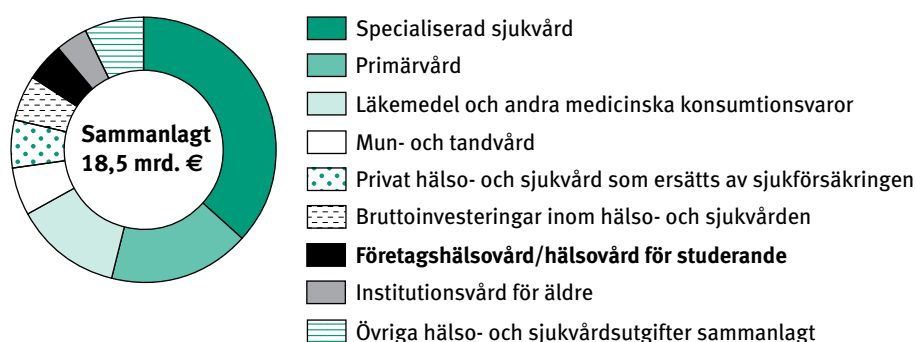 Sammanlagt
18,5 mrd. €
Specialiserad sjukvård
Primärvård
Läkemedel och andra medicinska konsumtionsvaror
Mun- och tandvård
Privat hälso- och sjukvård som ersätts av sjukförsäkringen
Bruttoinvesteringar inom hälso- och sjukvården
Företagshälsovård/hälsovård för studerande
Institutionsvård för äldre
Övriga hälso- och sjukvårdsutgifter sammanlagt